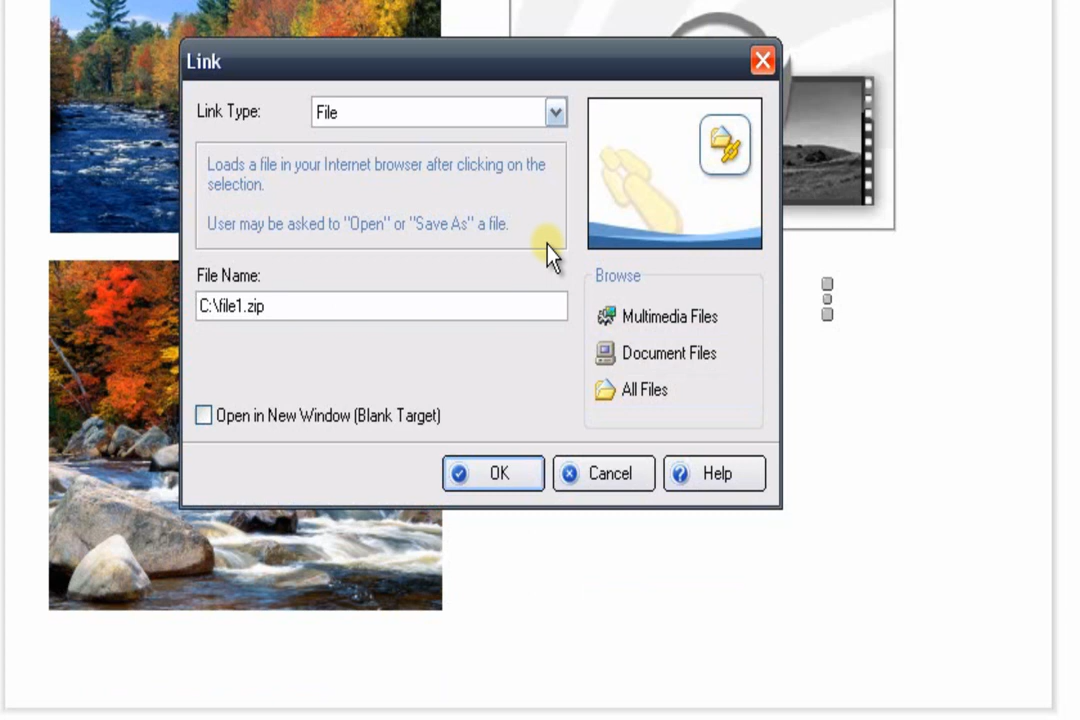 Link
Link Type:
File
Loads a file in your Internet browser after clicking on the
selection.
User may be asked to "Open" or "Save As" a file.
File Name:
C:\file1.zip
Browse
Multimedia Files
Document Files
All Files
Open in New Window (Blank Target)
OK
Cancel
Help